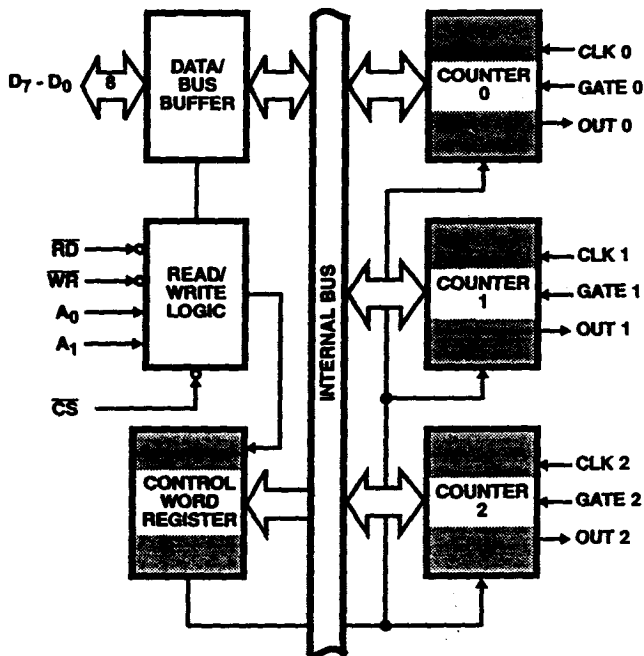 D7 - D0
8
DATA/
BUS
BUFFER
RD
WR
A0
A1
CS
READ/
WRITE
LOGIC
CONTROL
WORD
REGISTER
INTERNAL BUS
COUNTER
0
CLK 0
GATE 0
OUT 0
COUNTER
1
CLK 1
GATE 1
OUT 1
COUNTER
2
CLK 2
GATE 2
OUT 2